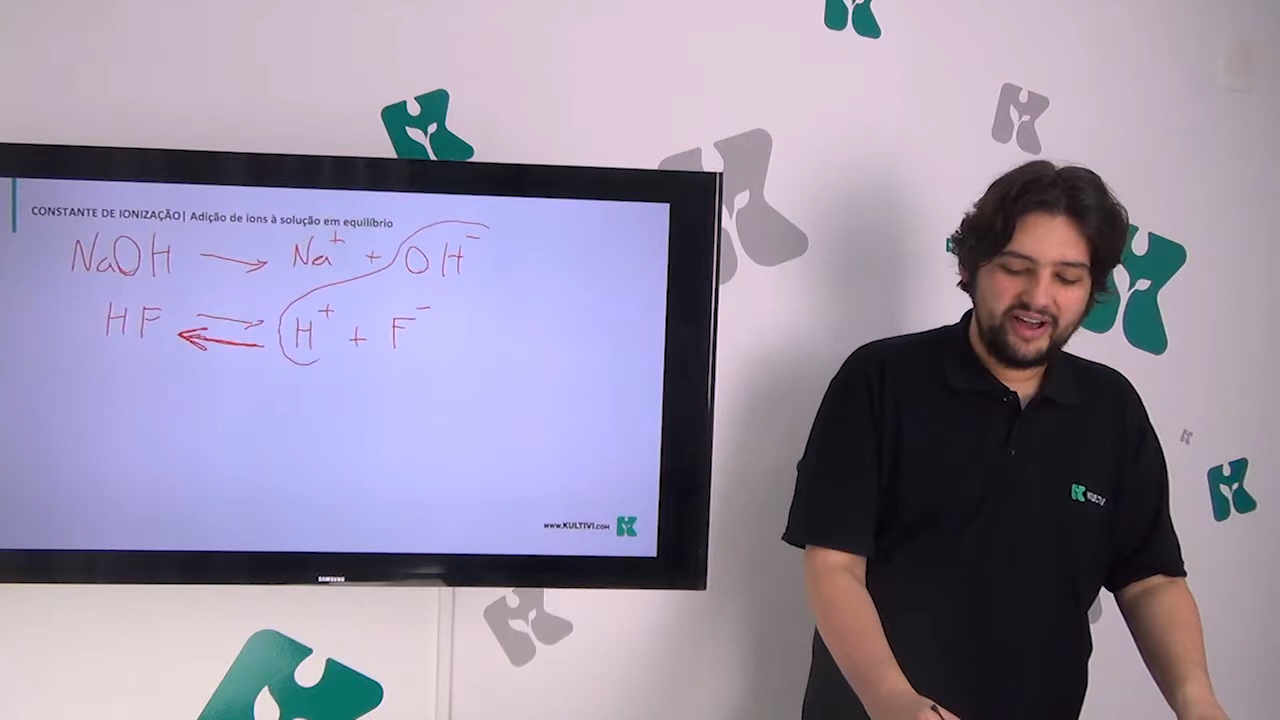 CONSTANTE DE IONIZAÇÃO| Adição de íons à solução em equilíbrio
NaOH → Na⁺ + OH⁻
HF ⇄ H⁺ + F⁻
WWW.KULTIVI.COM
SAMSUNG
KULTIVI